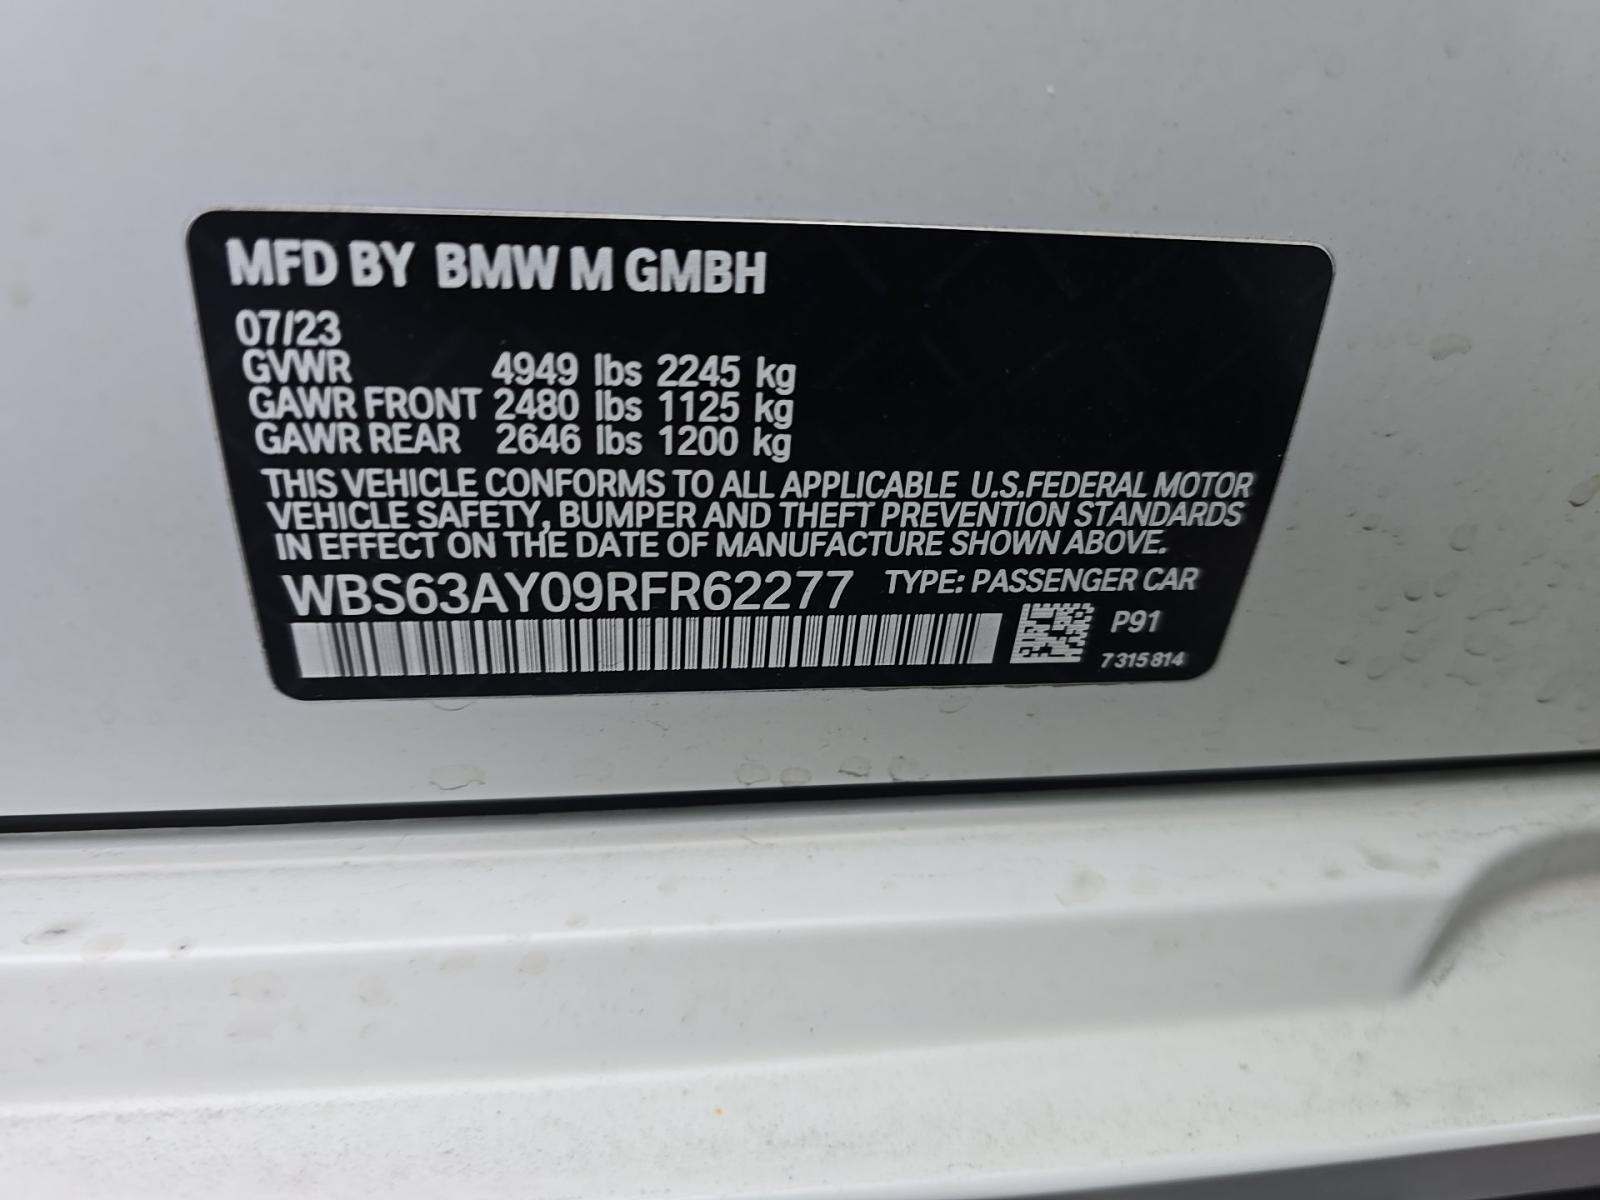 MFD BY BMW M GMBH
07/23
GVWR 4949 lbs 2245 kg
GAWR FRONT 2480 lbs 1125 kg
GAWR REAR 2646 lbs 1200 kg
THIS VEHICLE CONFORMS TO ALL APPLICABLE U.S.FEDERAL MOTOR
VEHICLE SAFETY, BUMPER AND THEFT PREVENTION STANDARDS
IN EFFECT ON THE DATE OF MANUFACTURE SHOWN ABOVE.
WBS63AY09RFR62277 TYPE: PASSENGER CAR
P91
7 315 814